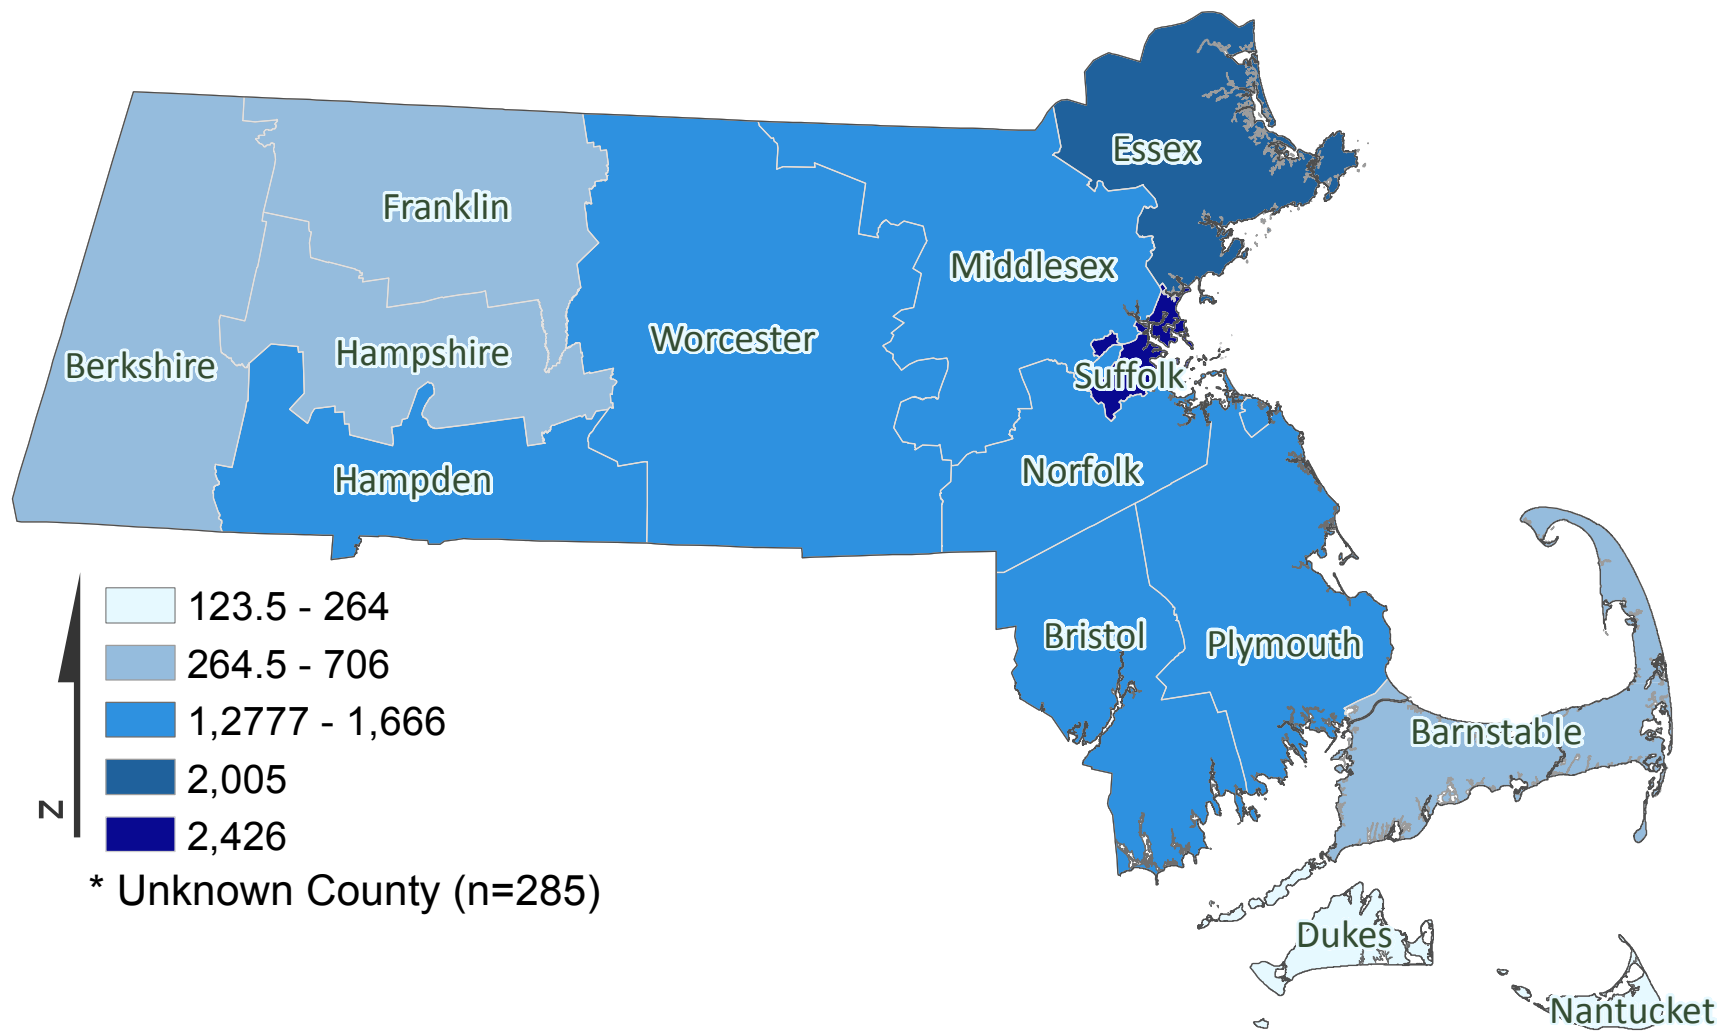 Essex
Franklin
Middlesex
Worcester
Hampshire
Berkshire
Suffolk
Norfolk
Hampden
123.5 - 264
264.5 - 706
1,2777 - 1,666
2,005
2,426
* Unknown County (n=285)
N
Bristol
Plymouth
Barnstable
Dukes
Nantucket